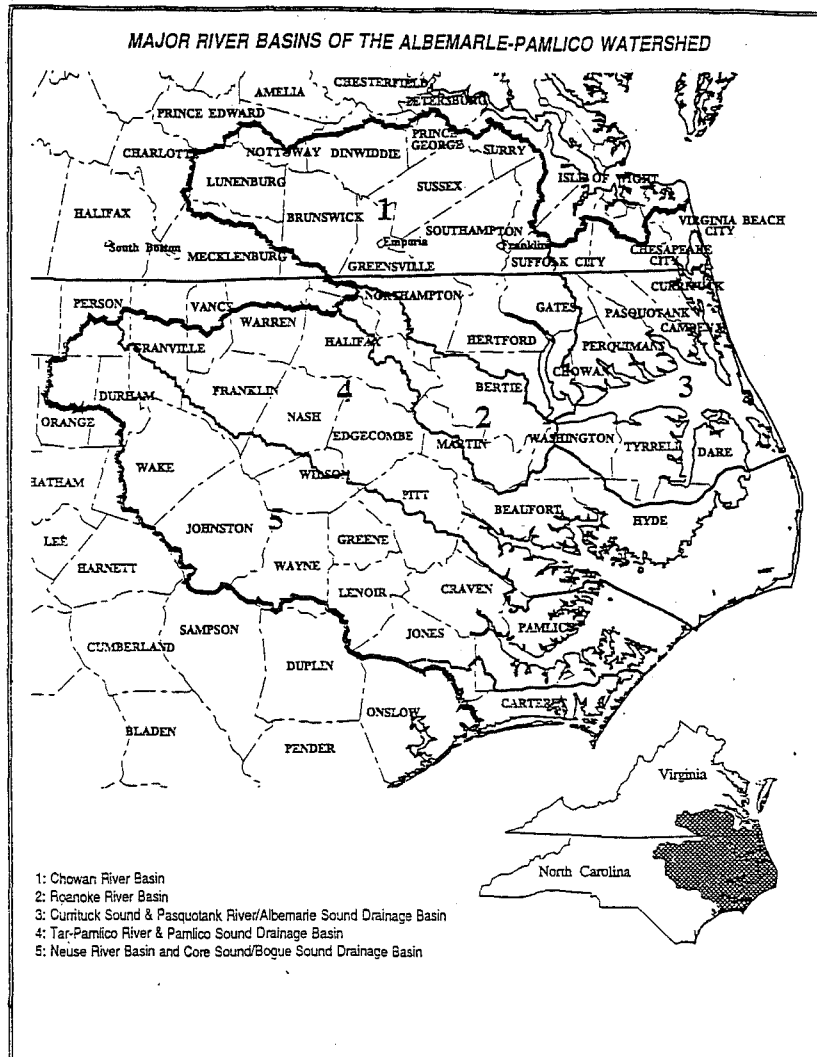 MAJOR RIVER BASINS OF THE ALBEMARLE-PAMLICO WATERSHED
CHESTERFIELD
AMELIA
PETERSBURG
PRINCE EDWARD
PRINCE
GEORGE
CHARLOTT
NOTTOWAY
DINWIDDIE
SURRY
LUNENBURG
ISLE OF WIGHT
SUSSEX
HALIFAX
BRUNSWICK
1
VIRGINIA BEACH
CITY
SOUTHAMPTON
South Boston
Emporia
Franklin
MECKLENBURG
CHESAPEAKE
CITY
GREENSVILLE
SUFFOLK CITY
CURRITUCK
PERSON
VANCE
NORTHAMPTON
GATES
WARREN
PASQUOTANK
CAMDEN
GRANVILLE
HALIFAX
HERTFORD
PERQUIMANS
CHOWAN
FRANKLIN
4
BERTIE
3
DURHAM
NASH
2
ORANGE
EDGECOMBE
MARTIN
WASHINGTON
TYRRELL
DARE
WAKE
WILSON
HATHAM
PITT
BEALFORT
HYDE
JOHNSTON
5
LEE
GREENE
WAYNE
HARNETT
LENOIR
CRAVEN
SAMPSON
PAMLICO
JONES
CUMBERLAND
DUPLIN
CARTERET
ONSLOW
BLADEN
PENDER
Virginia
North Carolina
1: Chowan River Basin
2: Roanoke River Basin
3: Currituck Sound & Pasquotank River/Albemarle Sound Drainage Basin
4: Tar-Pamlico River & Pamlico Sound Drainage Basin
5: Neuse River Basin and Core Sound/Bogue Sound Drainage Basin